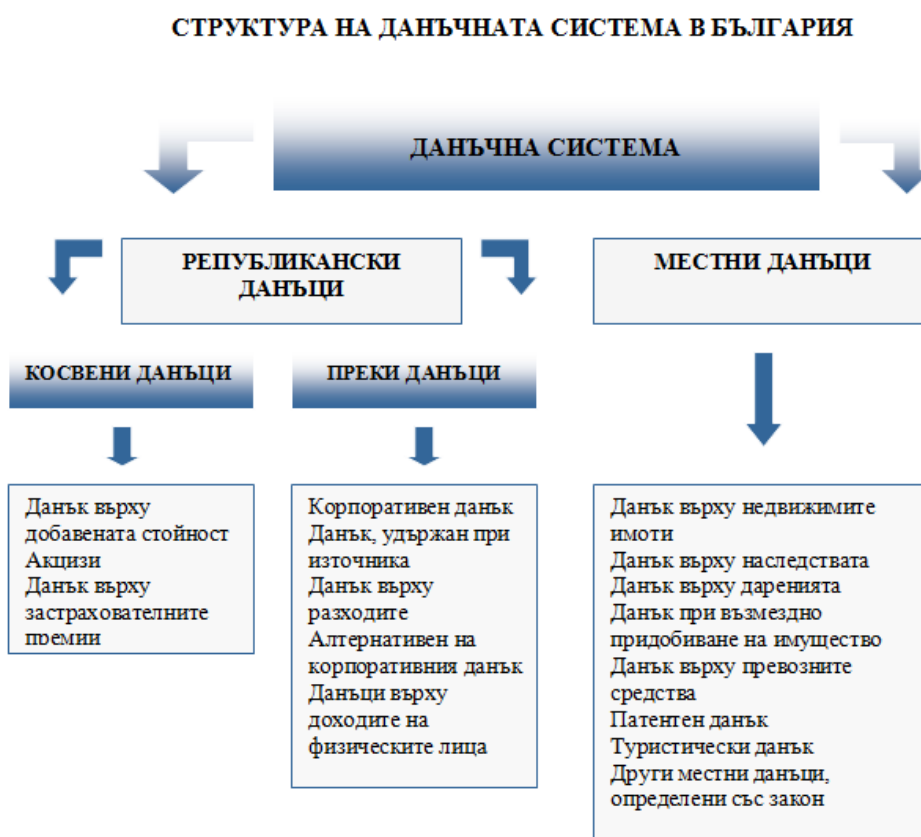 СТРУКТУРА НА ДАНЪЧНАТА СИСТЕМА В БЪЛГАРИЯ
ДАНЪЧНА СИСТЕМА
РЕПУБЛИКАНСКИ
ДАНЪЦИ
МЕСТНИ ДАНЪЦИ
КОСВЕНИ ДАНЪЦИ
ПРЕКИ ДАНЪЦИ
Данък върху
добавената стойност
Акцизи
Данък върху
застрахователните
премии
Корпоративен данък
Данък, удържан при
източника
Данък върху
разходите
Алтернативен на
корпоративния данък
Данъци върху
доходите на
физическите лица
Данък върху недвижимите
имоти
Данък върху наследствата
Данък върху даренията
Данък при възмездно
придобиване на имущество
Данък върху превозните
средства
Патентен данък
Туристически данък
Други местни данъци,
определени със закон